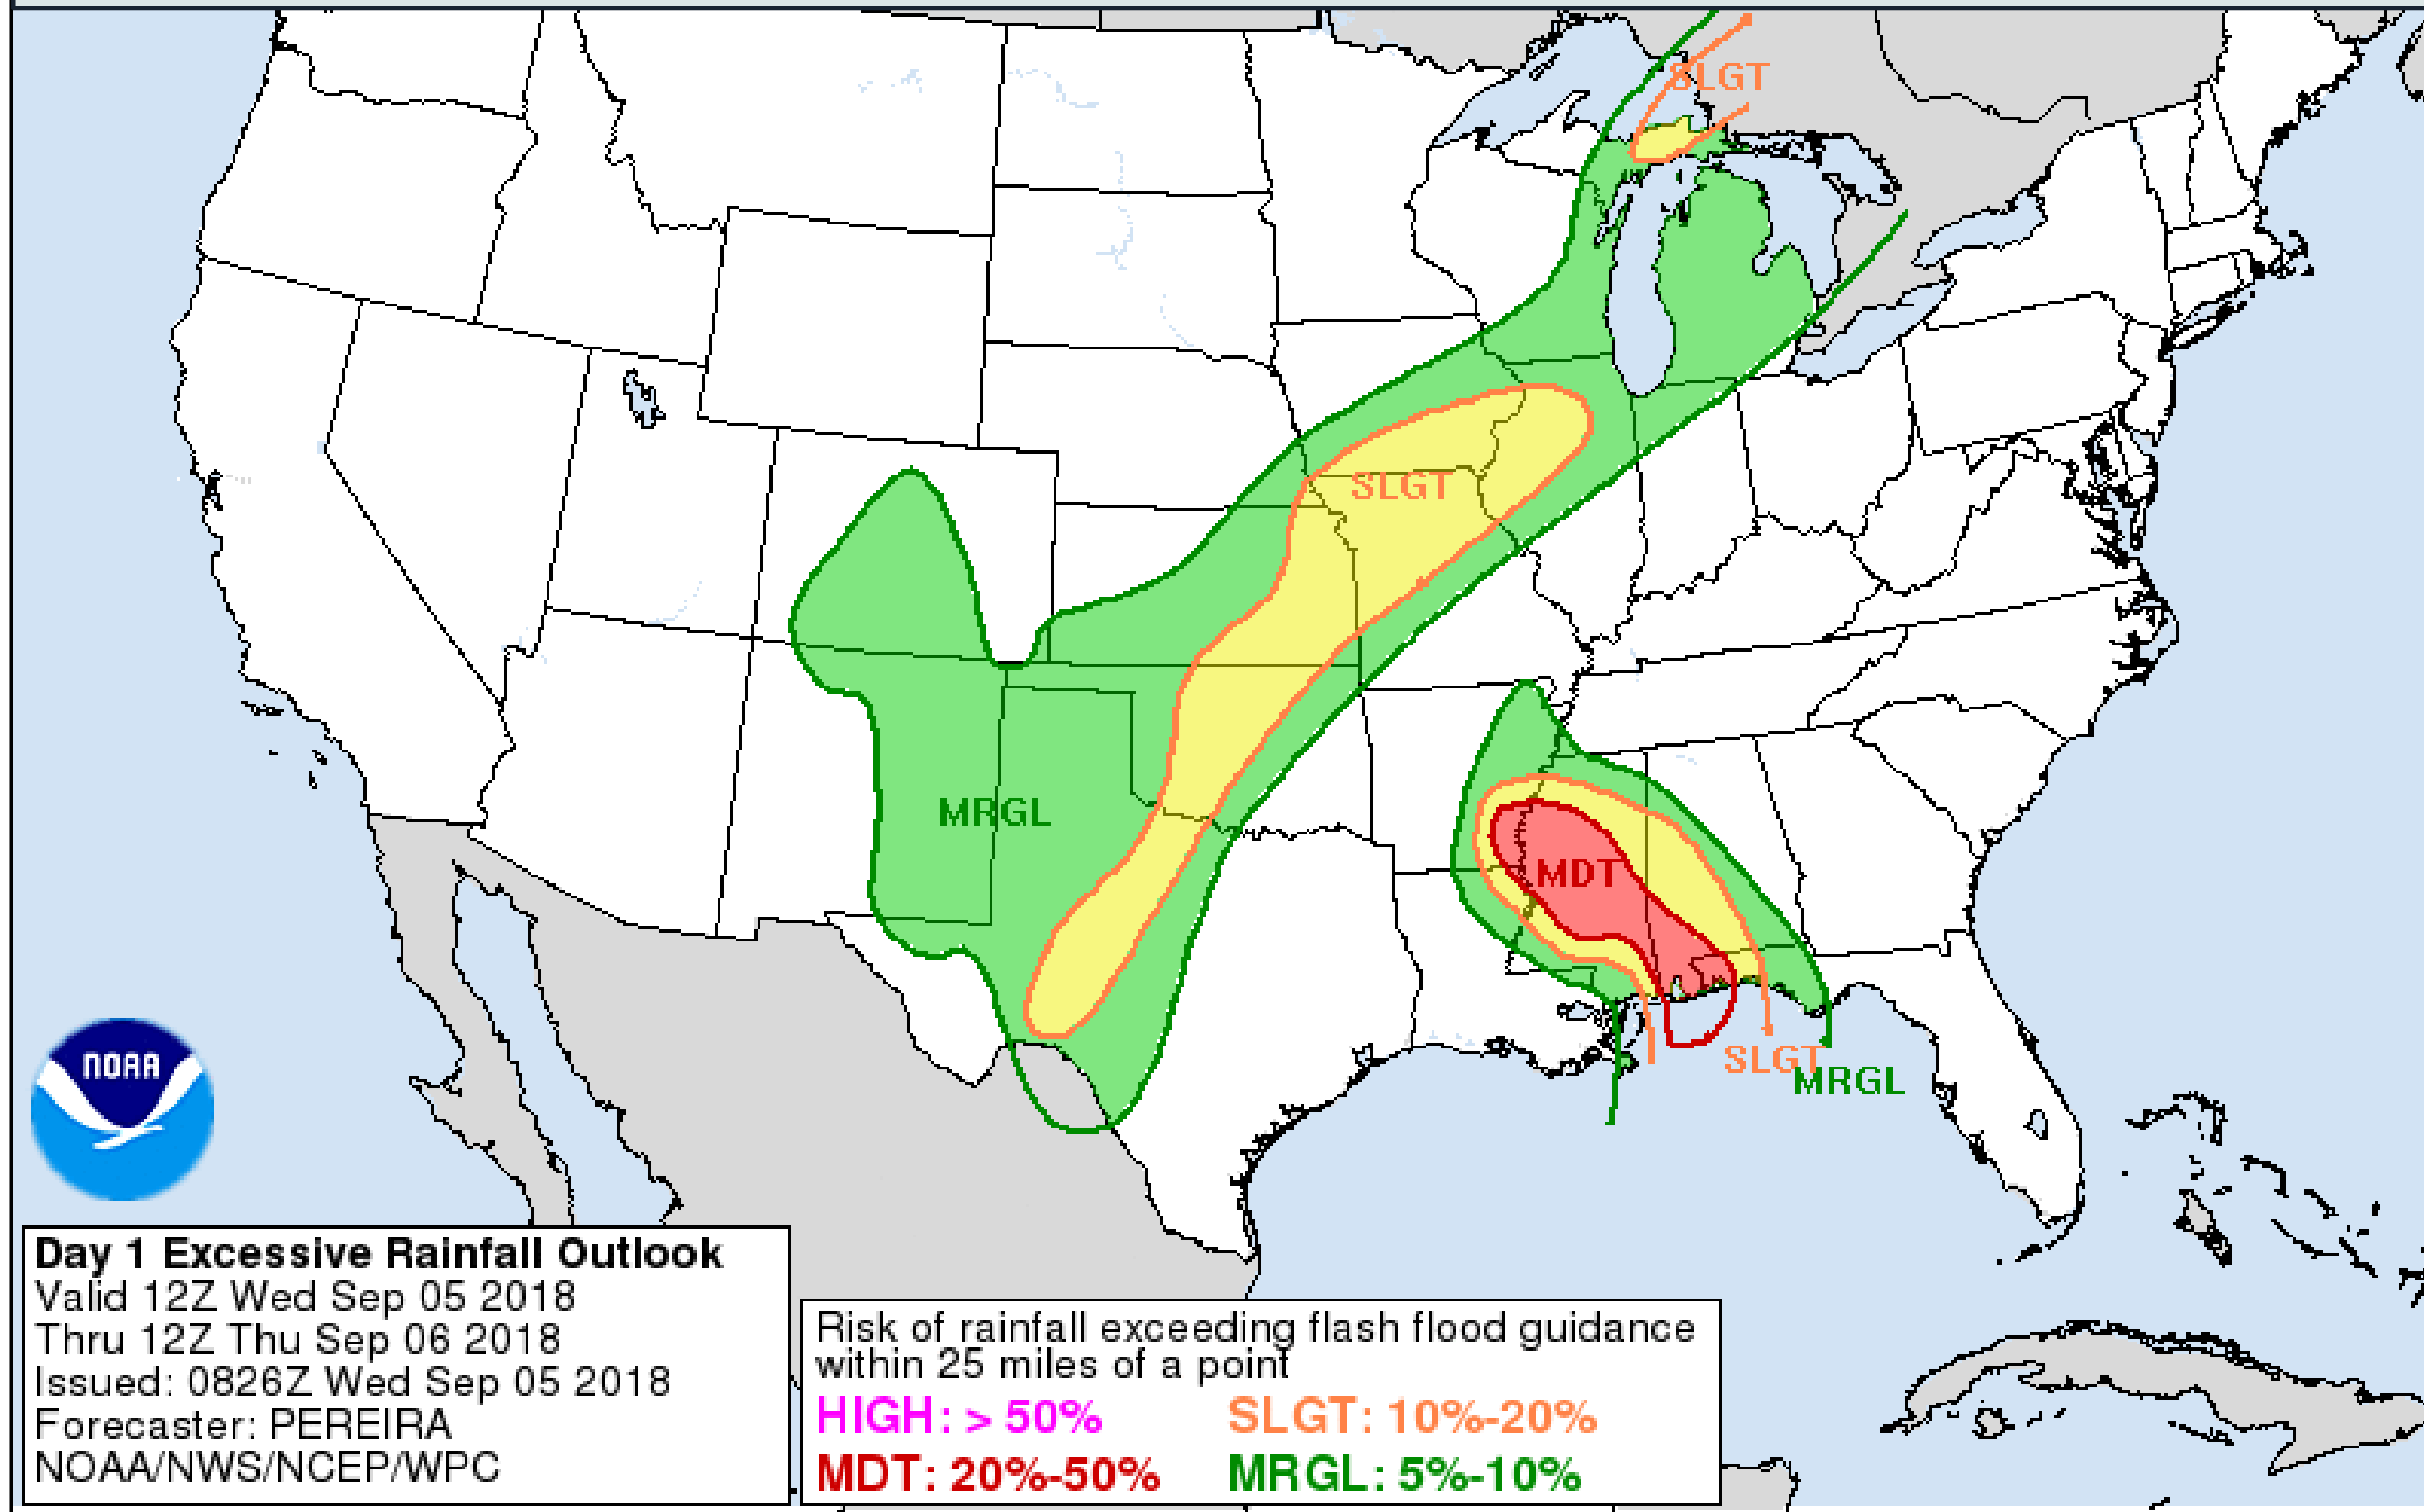 SLGT
SLGT
MRGL
MDT
SLGT
MRGL
NOAA
Day 1 Excessive Rainfall Outlook
Valid 12Z Wed Sep 05 2018
Thru 12Z Thu Sep 06 2018
Issued: 0826Z Wed Sep 05 2018
Forecaster: PEREIRA
NOAA/NWS/NCEP/WPC
Risk of rainfall exceeding flash flood guidance
within 25 miles of a point
HIGH: > 50% SLGT: 10%-20%
MDT: 20%-50% MRGL: 5%-10%